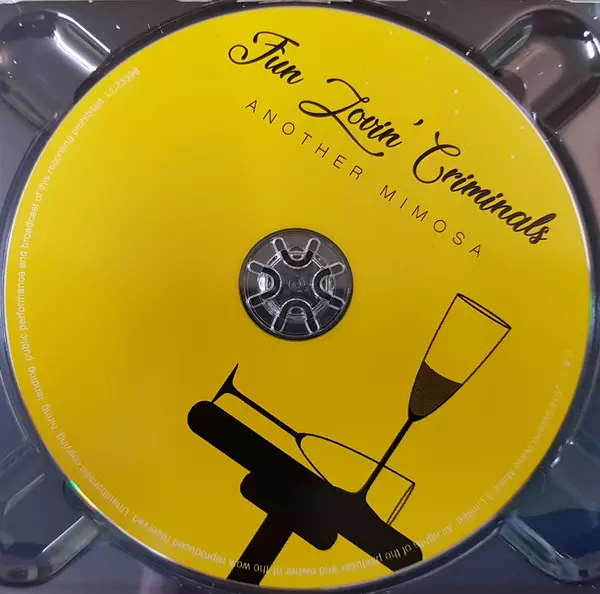 Fun Lovin' Criminals
ANOTHER MIMOSA
All rights of the producer and owner of the work reproduced reserved. Unauthorised copying, hiring, lending, public performance and broadcast of this recording prohibited. LC23398